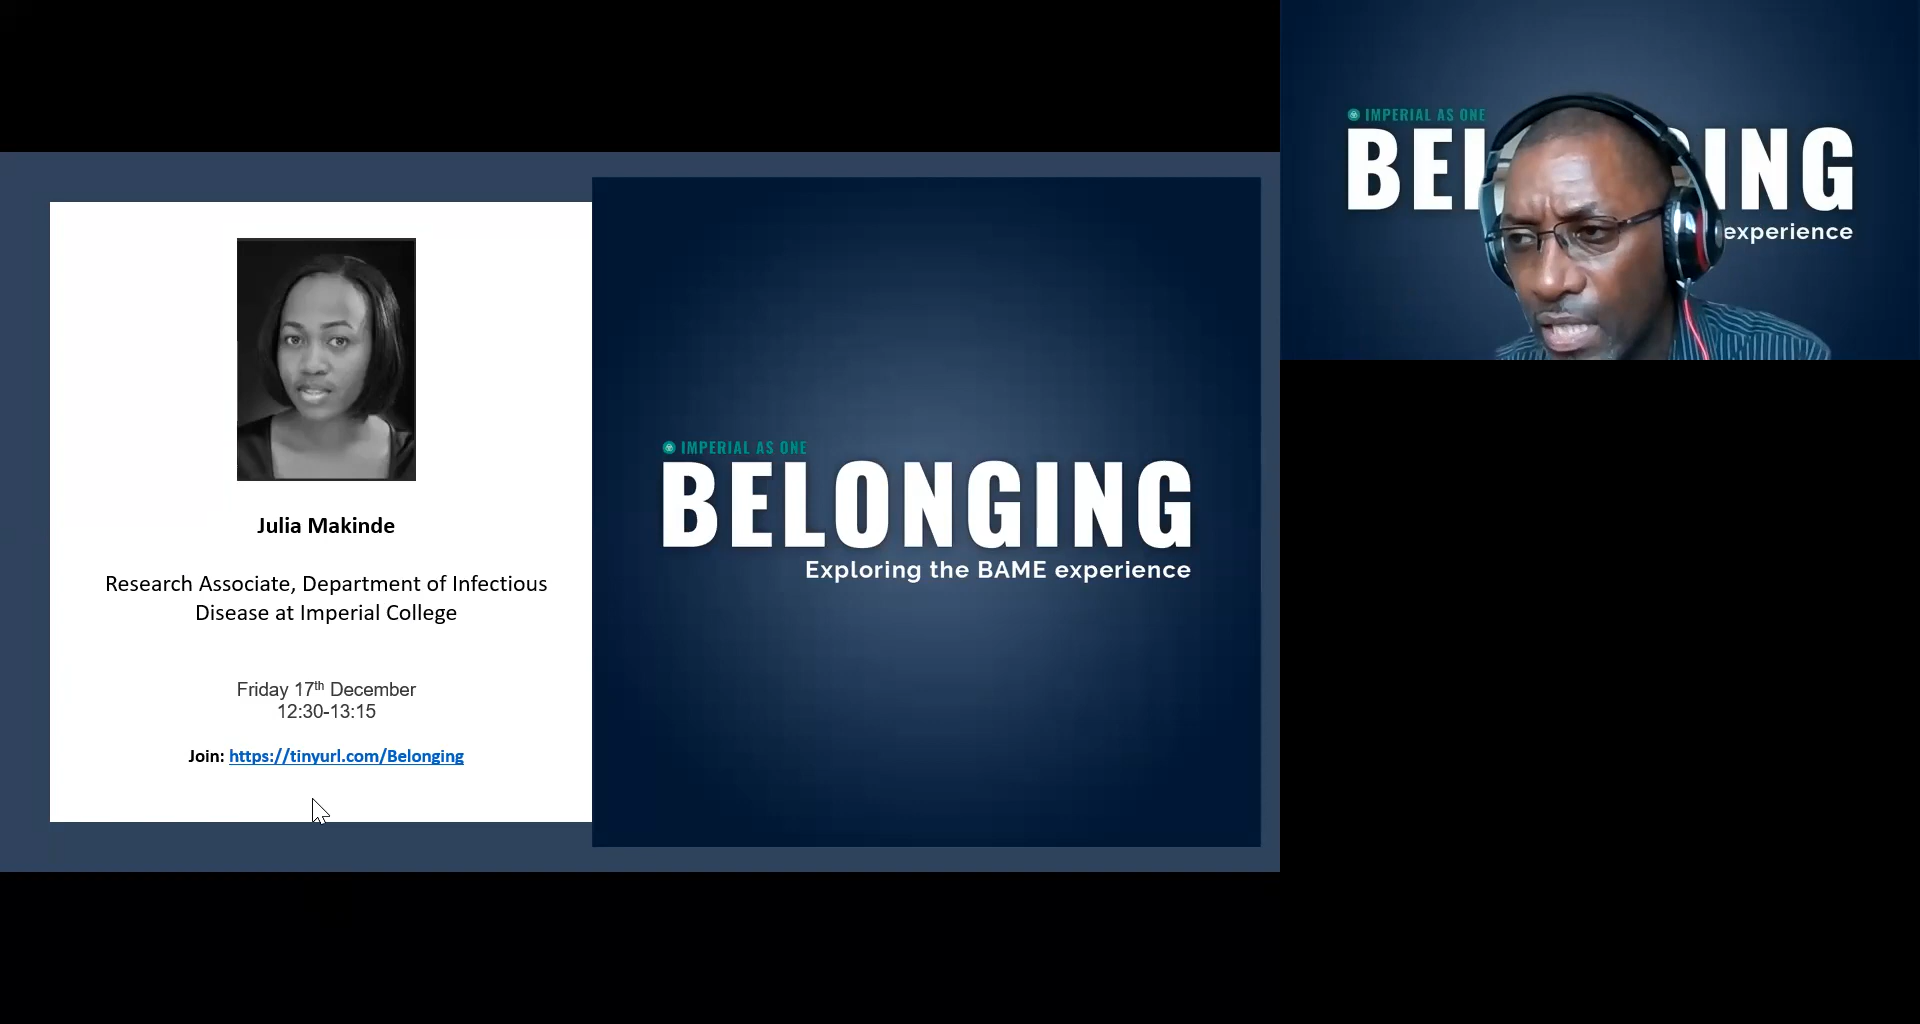 Julia Makinde
Research Associate, Department of Infectious
Disease at Imperial College
Friday 17th December
12:30-13:15
Join: https://tinyurl.com/Belonging
IMPERIAL AS ONE
BELONGING
Exploring the BAME experience
IMPERIAL AS ONE
BEL GING
experience